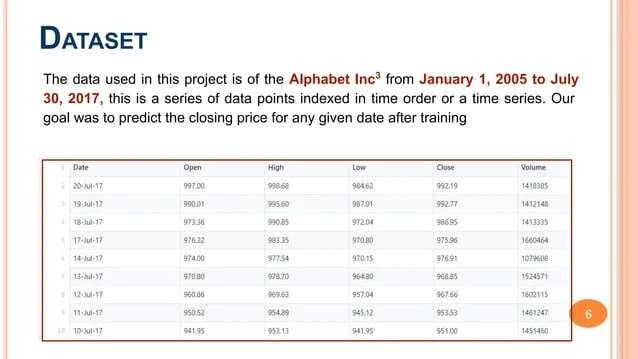 DATASET
The data used in this project is of the Alphabet Inc3 from January 1, 2005 to July
30, 2017, this is a series of data points indexed in time order or a time series. Our
goal was to predict the closing price for any given date after training
1 Date Open High Low Close Volume
2 20-Jul-17 997.00 998.68 984.62 992.19 1418385
3 19-Jul-17 990.01 995.60 987.01 992.77 1412148
4 18-Jul-17 973.36 990.85 972.04 986.95 1413335
5 17-Jul-17 976.32 983.35 970.80 975.96 1660464
6 14-Jul-17 974.00 977.54 970.15 976.91 1079608
7 13-Jul-17 970.80 978.70 964.80 968.85 1524571
8 12-Jul-17 960.86 969.63 957.04 967.66 1602115
9 11-Jul-17 950.52 954.89 945.12 953.53 1461247
10 10-Jul-17 941.95 953.13 941.95 951.00 1451460
6